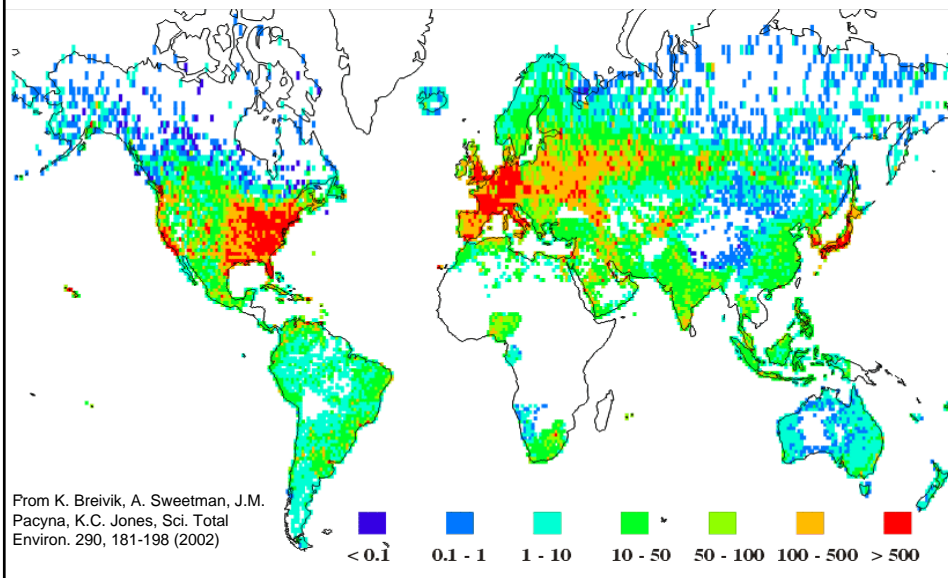 From K. Breivik, A. Sweetman, J.M.
Pacyna, K.C. Jones, Sci. Total
Environ. 290, 181-198 (2002)
< 0.1 0.1 - 1 1 - 10 10 - 50 50 - 100 100 - 500 > 500